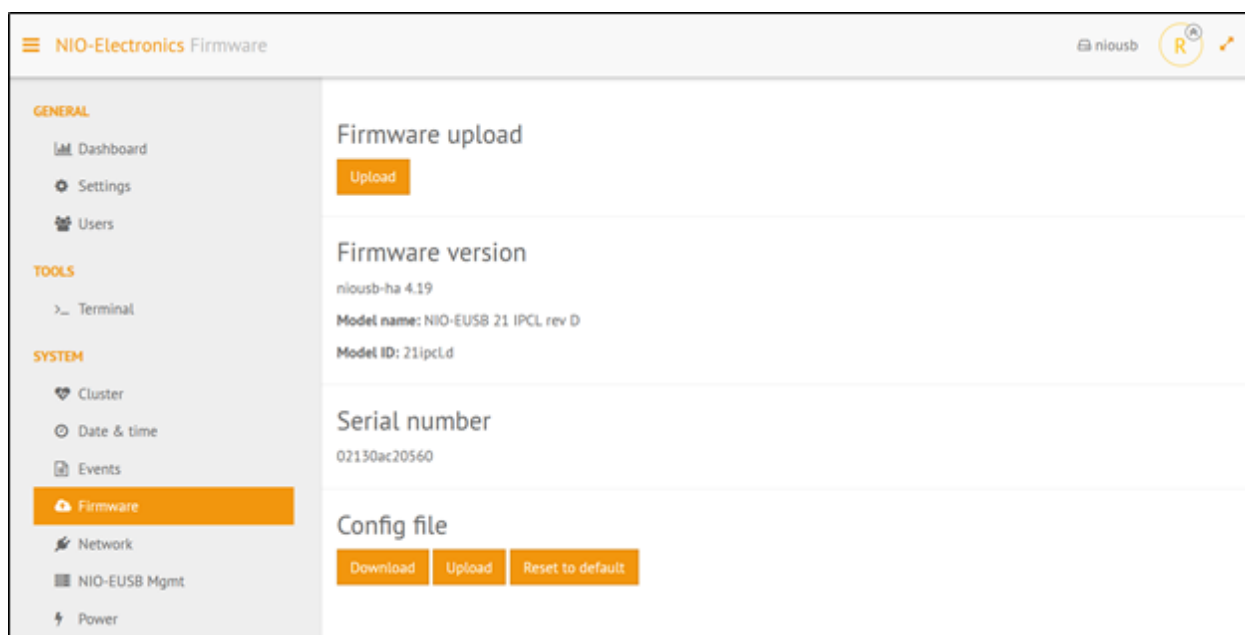 NIO-Electronics Firmware
niousb
R
GENERAL
Dashboard
Settings
Users
TOOLS
>_ Terminal
SYSTEM
Cluster
Date & time
Events
Firmware
Network
NIO-EUSB Mgmt
Power
Firmware upload
Upload
Firmware version
niousb-ha 4.19
Model name: NIO-EUSB 21 IPCL rev D
Model ID: 21ipcl.d
Serial number
02130ac20560
Config file
Download Upload Reset to default